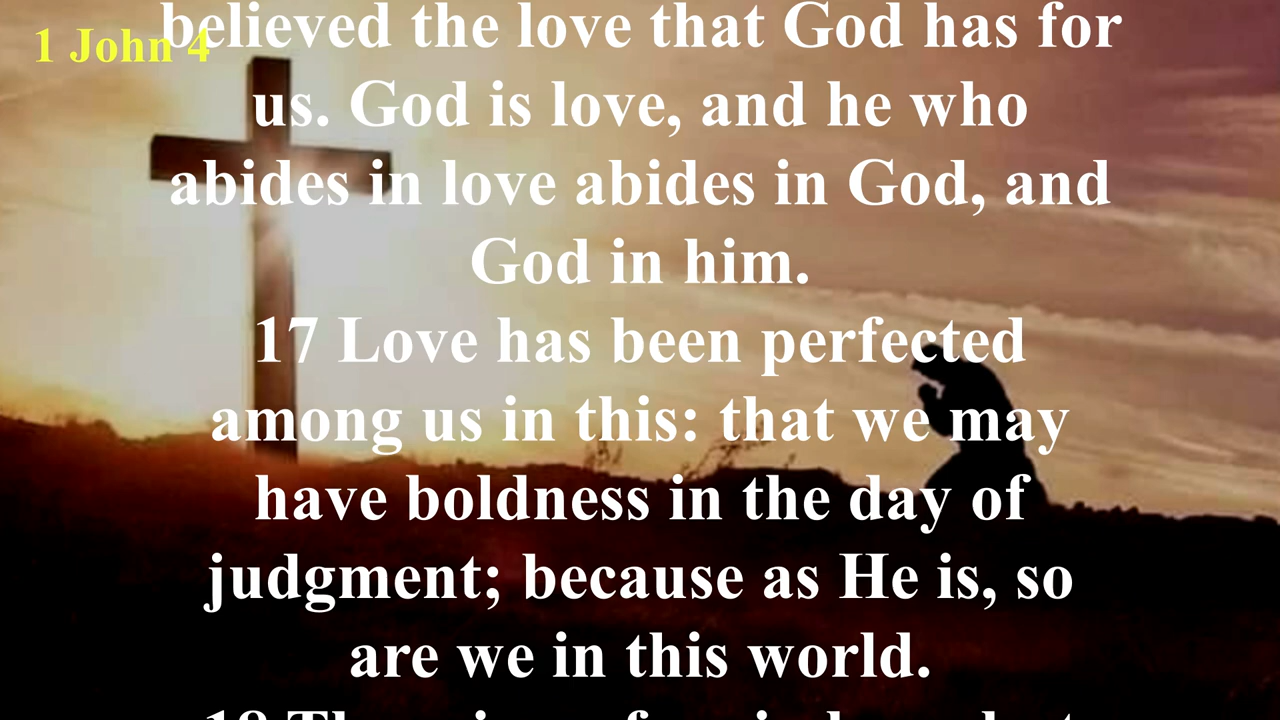 1 John 4
believed the love that God has for
us. God is love, and he who
abides in love abides in God, and
God in him.
17 Love has been perfected
among us in this: that we may
have boldness in the day of
judgment; because as He is, so
are we in this world.